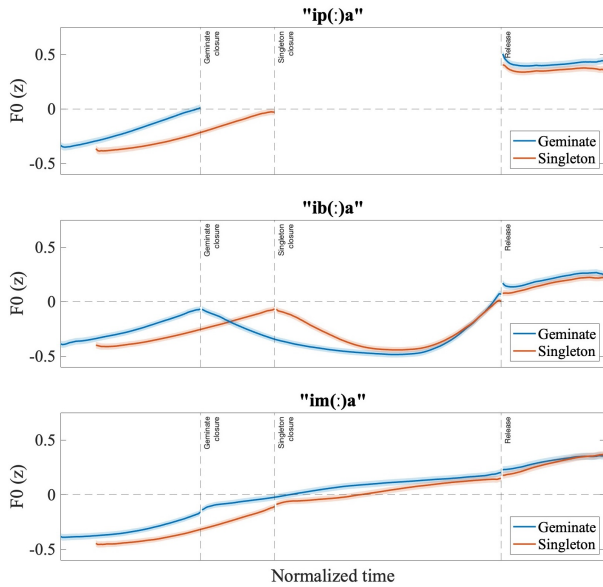 "ip(:)a"
Geminate
closure
Singleton
closure
Release
0.5
0
-0.5
F0 (z)
Geminate
Singleton
"ib(:)a"
Geminate
closure
Singleton
closure
Release
0.5
0
-0.5
F0 (z)
Geminate
Singleton
"im(:)a"
Geminate
closure
Singleton
closure
Release
0.5
0
-0.5
F0 (z)
Geminate
Singleton
Normalized time